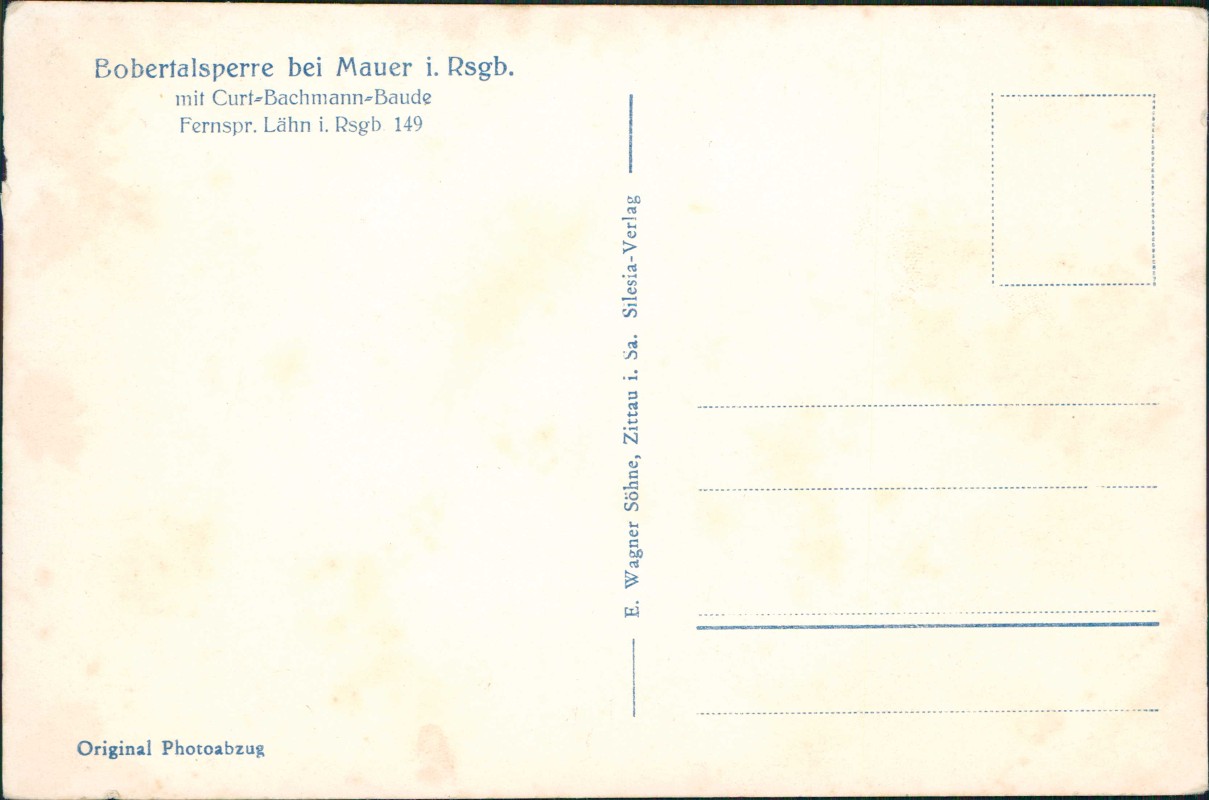 Bobertalsperre bei Mauer i. Rsgb.
mit Curt-Bachmann-Baude
Fernspr. Lähn i. Rsgb. 149
E. Wagner Söhne, Zittau i. Sa. Silesia-Verlag
Original Photoabzug